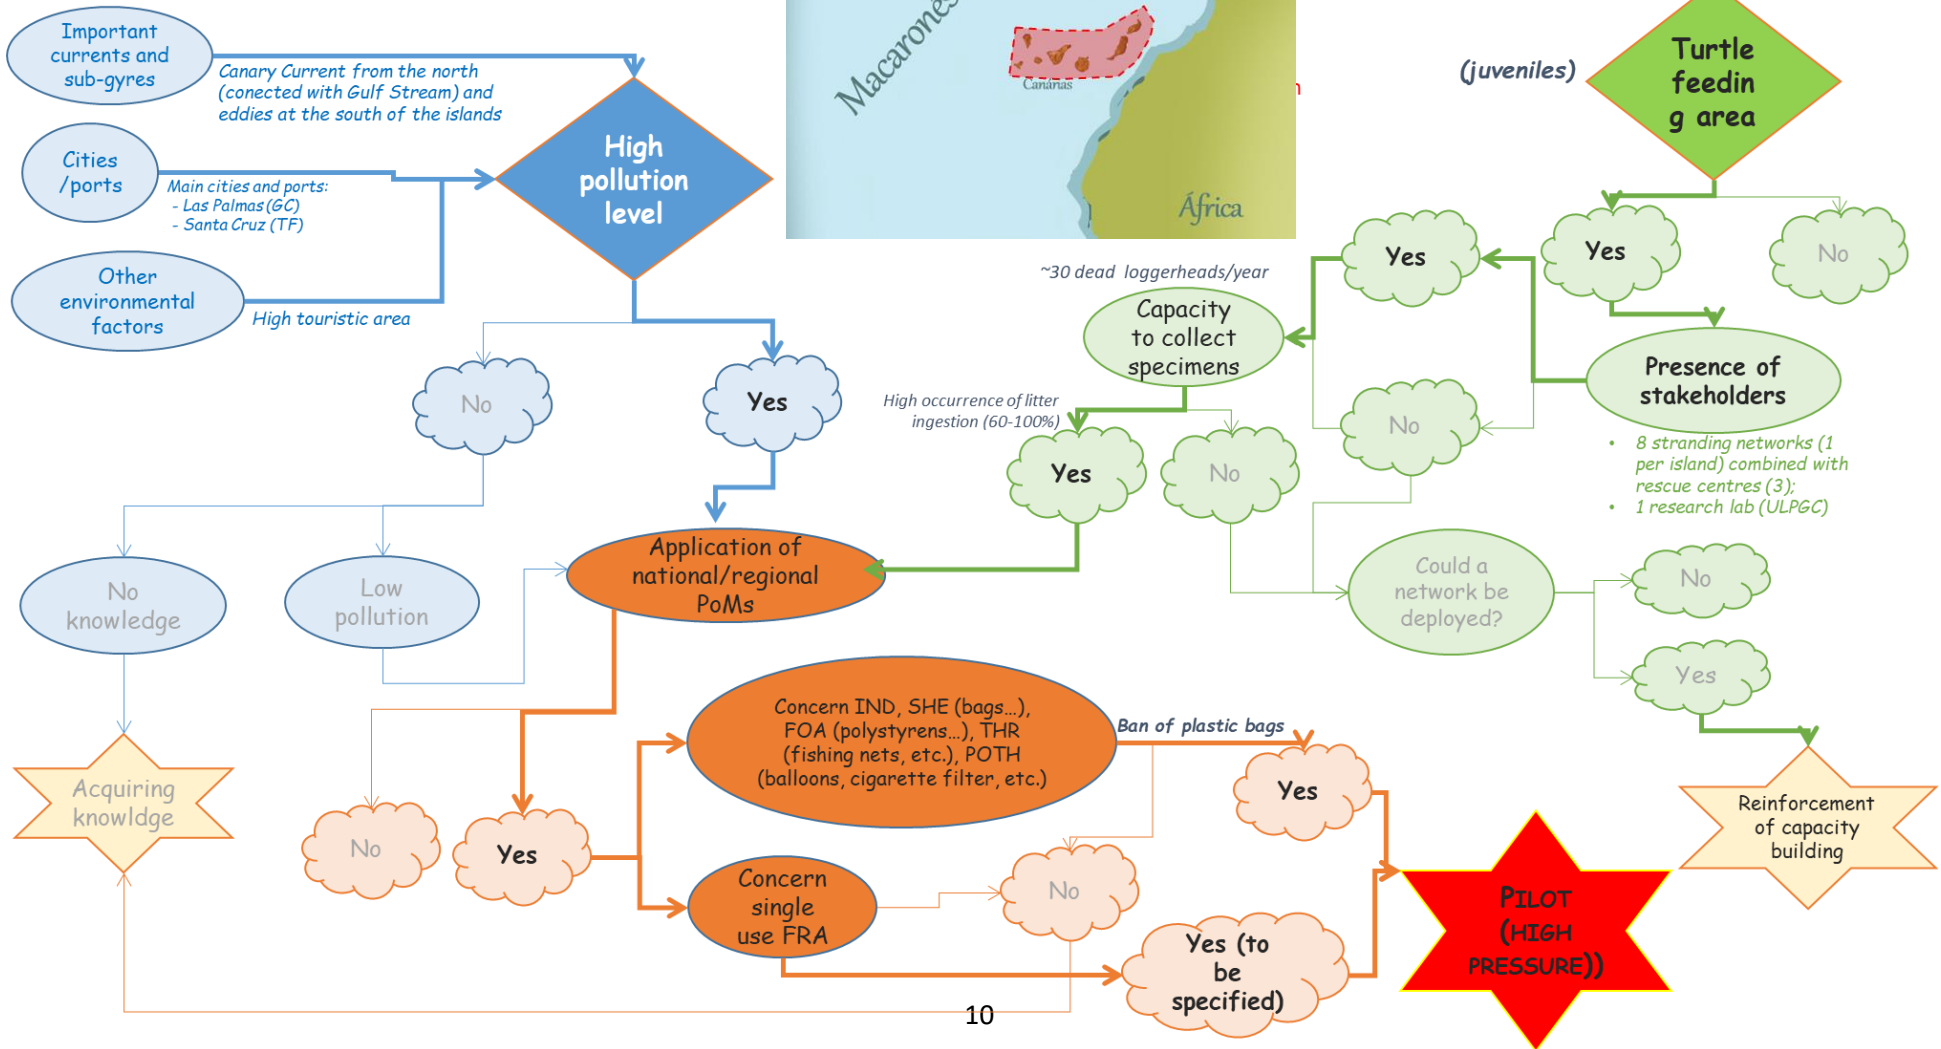 Important
currents and
sub-gyres
Canary Current from the north
(conected with Gulf Stream) and
eddies at the south of the islands
Cities
/ports
Main cities and ports:
- Las Palmas (GC)
- Santa Cruz (TF)
Other
environmental
factors
High touristic area
High
pollution
level
Macaronés
Canarias
África
(juveniles)
Turtle
feedin
g area
Yes
No
Yes
Presence of
stakeholders
• 8 stranding networks (1
per island) combined with
rescue centres (3);
• 1 research lab (ULPGC)
No
~30 dead loggerheads/year
Capacity
to collect
specimens
High occurrence of litter
ingestion (60-100%)
Yes
No
Could a
network be
deployed?
No
Yes
Reinforcement
of capacity
building
No
Yes
No
knowledge
Low
pollution
Acquiring
knowldge
Application of
national/regional
PoMs
No
Yes
Concern IND, SHE (bags…),
FOA (polystyrens…), THR
(fishing nets, etc.), POTH
(balloons, cigarette filter, etc.)
Ban of plastic bags
Yes
Concern
single
use FRA
No
Yes (to
be
specified)
PILOT
(HIGH
PRESSURE))
10